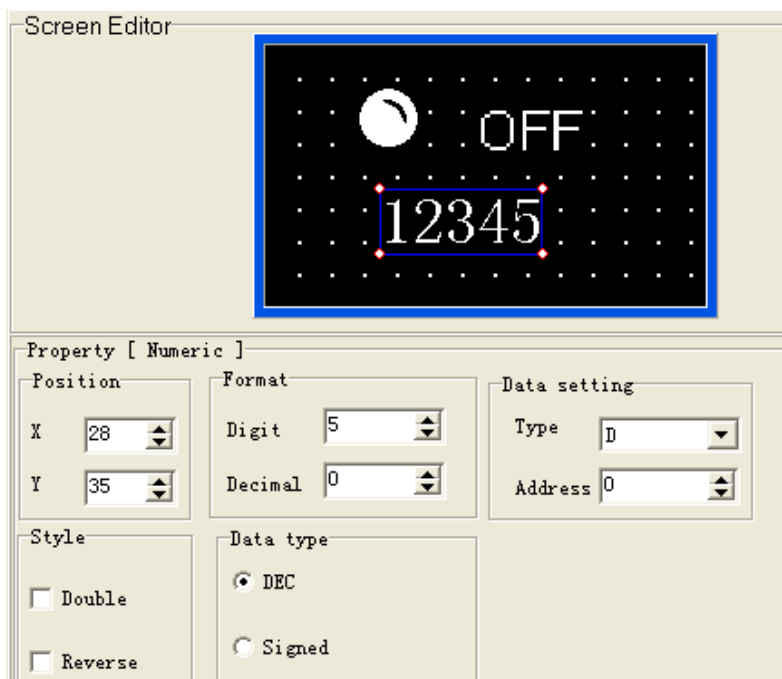 Screen Editor
OFF
12345
Property [ Numeric ]
Position
Format
Data setting
X 28
Digit 5
Type D
Y 35
Decimal 0
Address 0
Style
Data type
Double
DEC
Reverse
Signed